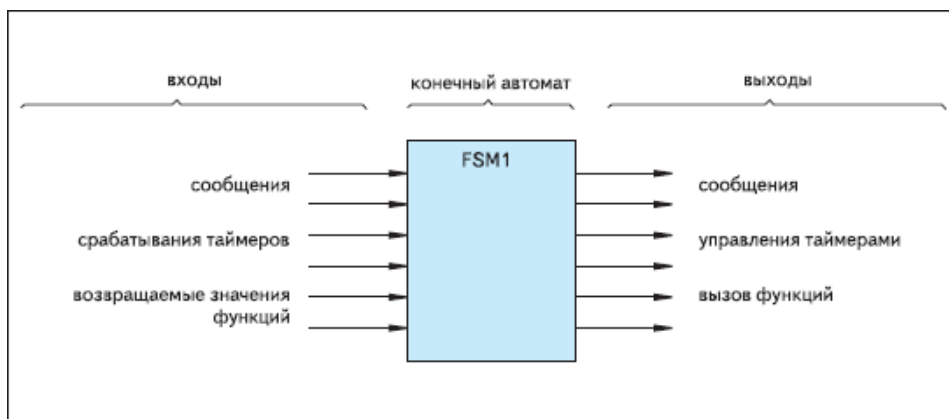 входы
конечный автомат
выходы
FSM1
сообщения
сообщения
срабатывания таймеров
управления таймерами
возвращаемые значения
функций
вызов функций